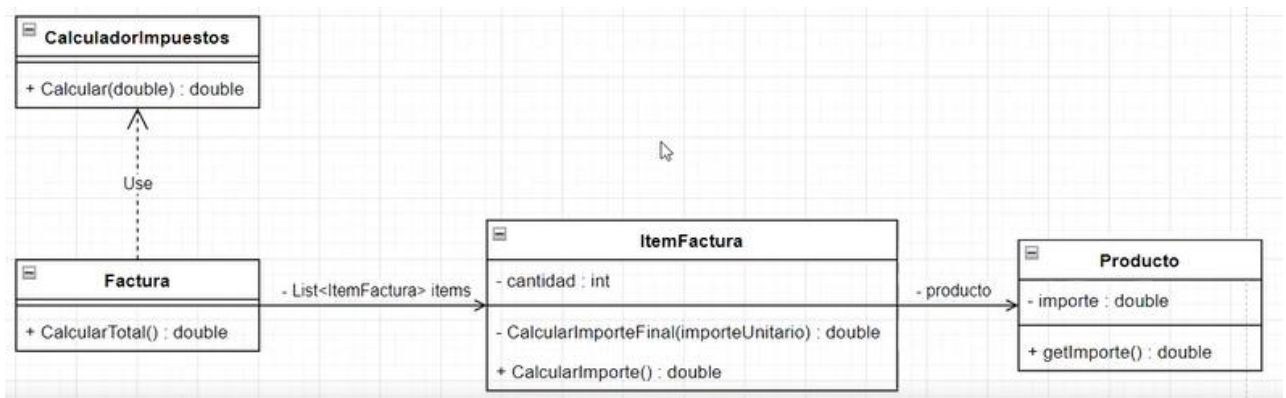 CalculadorImpuestos
+ Calcular(double) : double
Use
Factura
+ CalcularTotal() : double
- List<ItemFactura> items
ItemFactura
- cantidad : int
- CalcularImporteFinal(importeUnitario) : double
+ CalcularImporte() : double
- producto
Producto
- importe : double
+ getImporte() : double